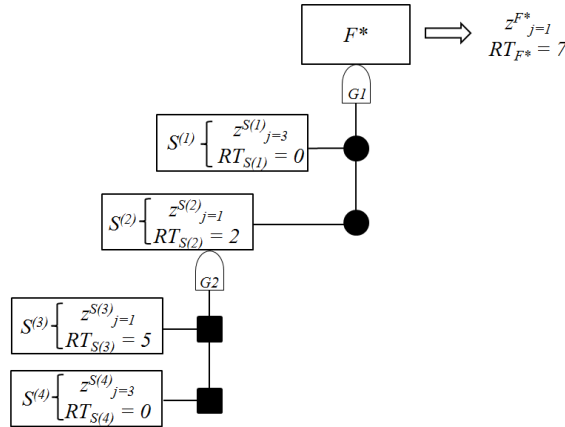 F*
z^{F*}_{j=1}
RT_{F*} = 7
G1
S^{(1)} { z^{S(1)}_{j=3}
RT_{S(1)} = 0
S^{(2)} { z^{S(2)}_{j=1}
RT_{S(2)} = 2
G2
S^{(3)} { z^{S(3)}_{j=1}
RT_{S(3)} = 5
S^{(4)} { z^{S(4)}_{j=3}
RT_{S(4)} = 0